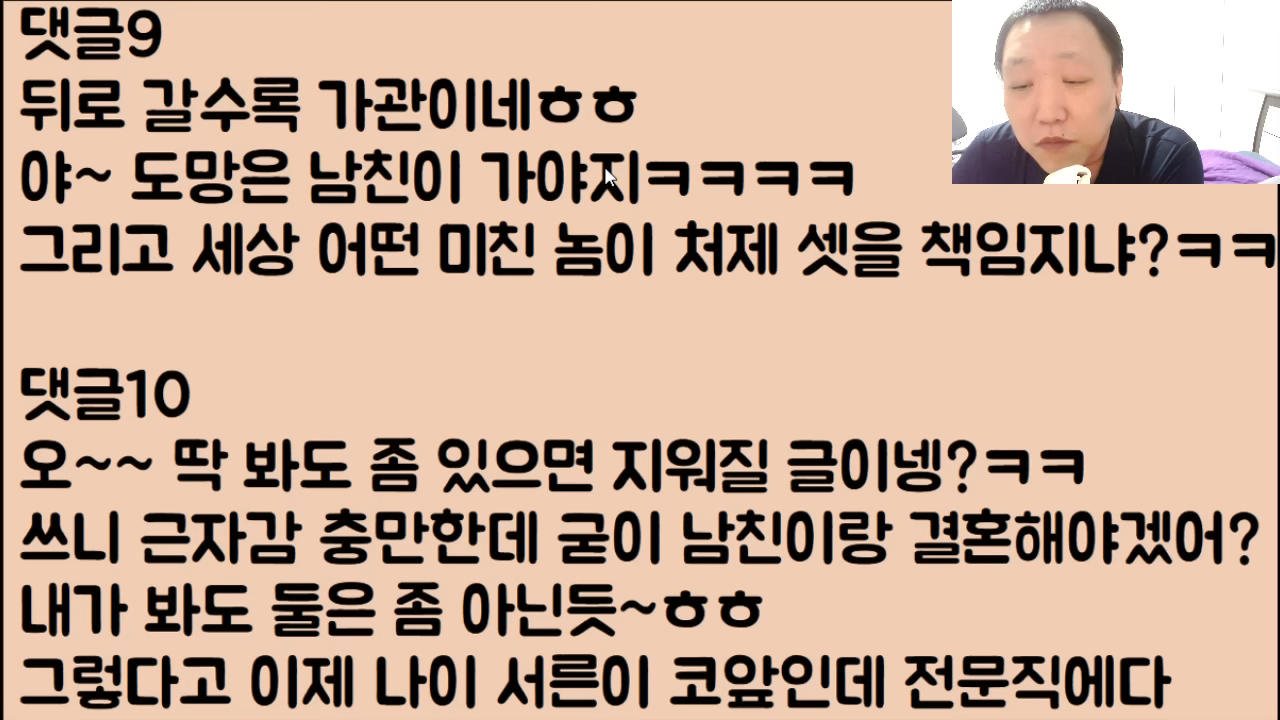 댓글9
뒤로 갈수록 가관이네ㅎㅎ
야~ 도망은 남친이 가야지ㅋㅋㅋㅋ
그리고 세상 어떤 미친 놈이 처제 셋을 책임지냐?ㅋㅋ
댓글10
오~~ 딱 봐도 좀 있으면 지워질 글이넹?ㅋㅋ
쓰니 근자감 충만한데 굳이 남친이랑 결혼해야겠어?
내가 봐도 둘은 좀 아닌듯~ㅎㅎ
그렇다고 이제 나이 서른이 코앞인데 전문직에다